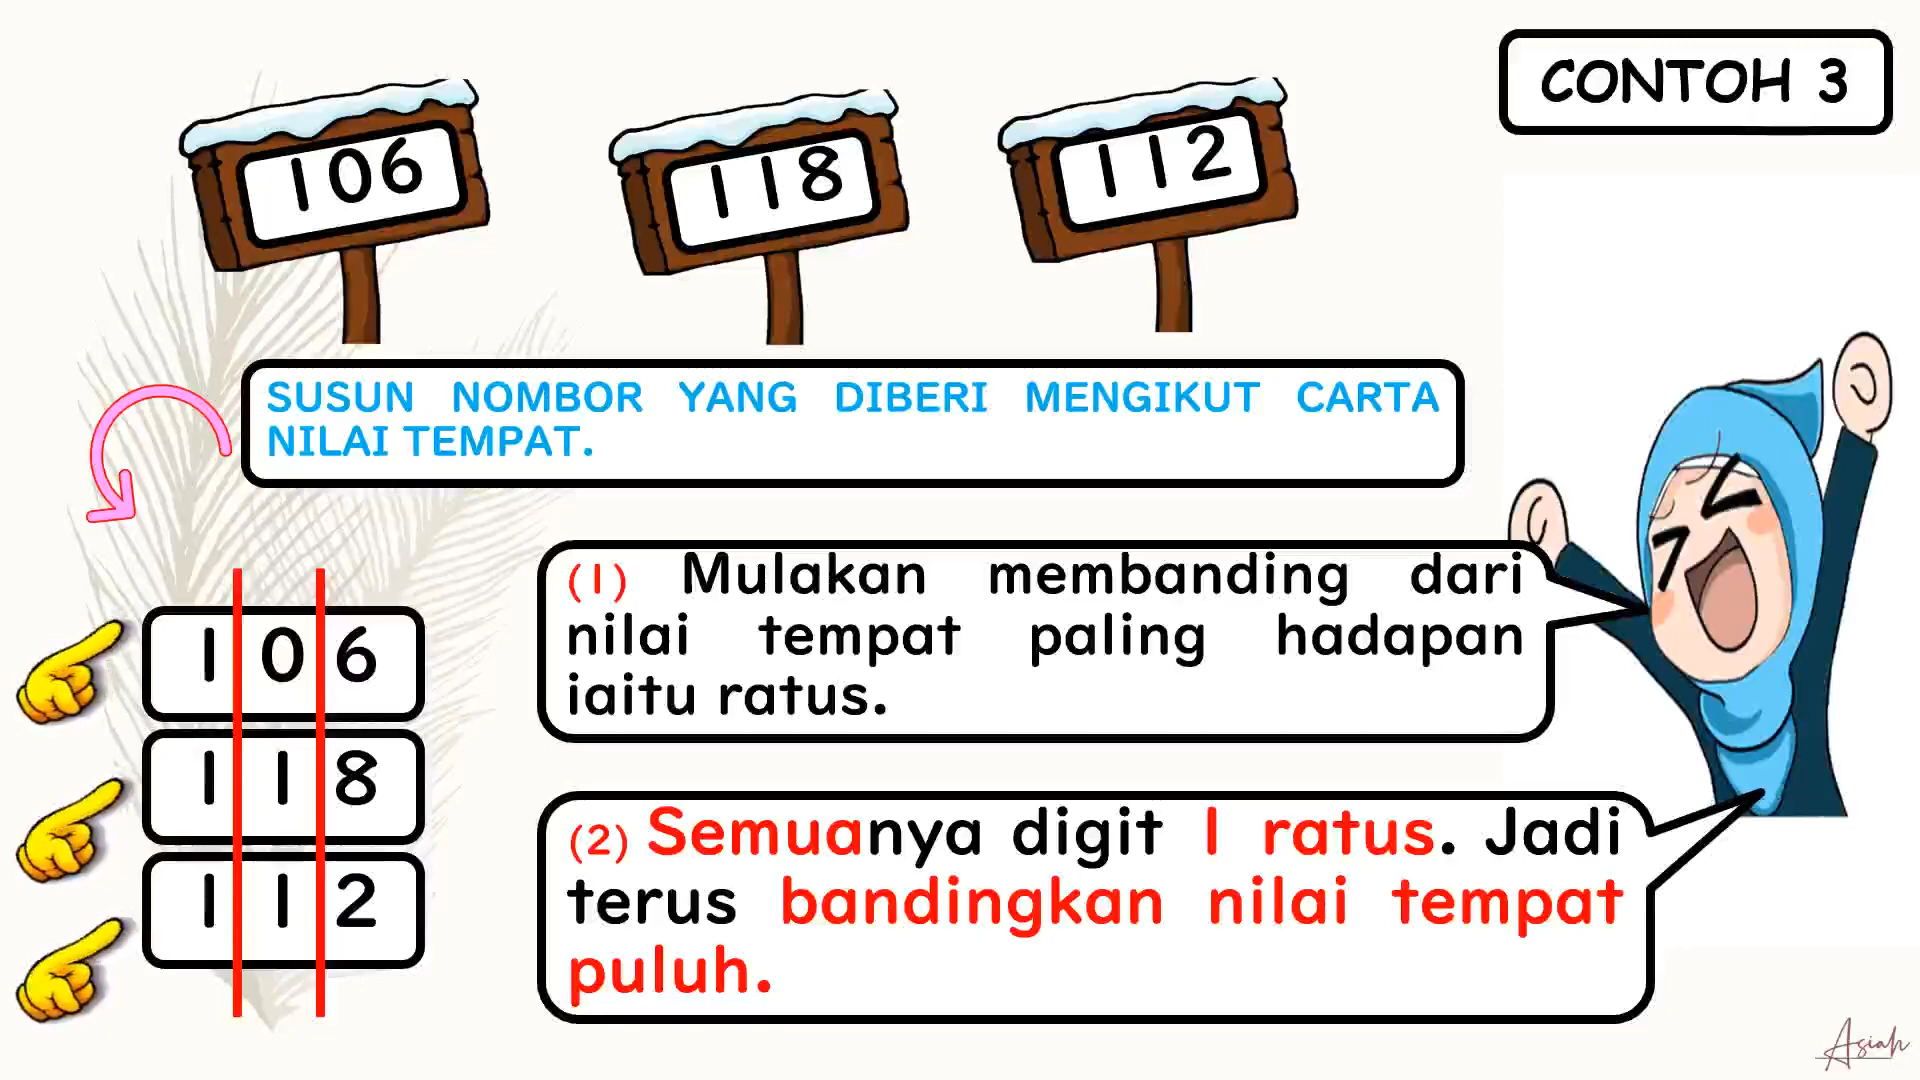 CONTOH 3
106
118
112
SUSUN NOMBOR YANG DIBERI MENGIKUT CARTA
NILAI TEMPAT.
1 0 6
1 1 8
1 1 2
(1) Mulakan membanding dari
nilai tempat paling hadapan
iaitu ratus.
(2) Semuanya digit 1 ratus. Jadi
terus bandingkan nilai tempat
puluh.
Asiah